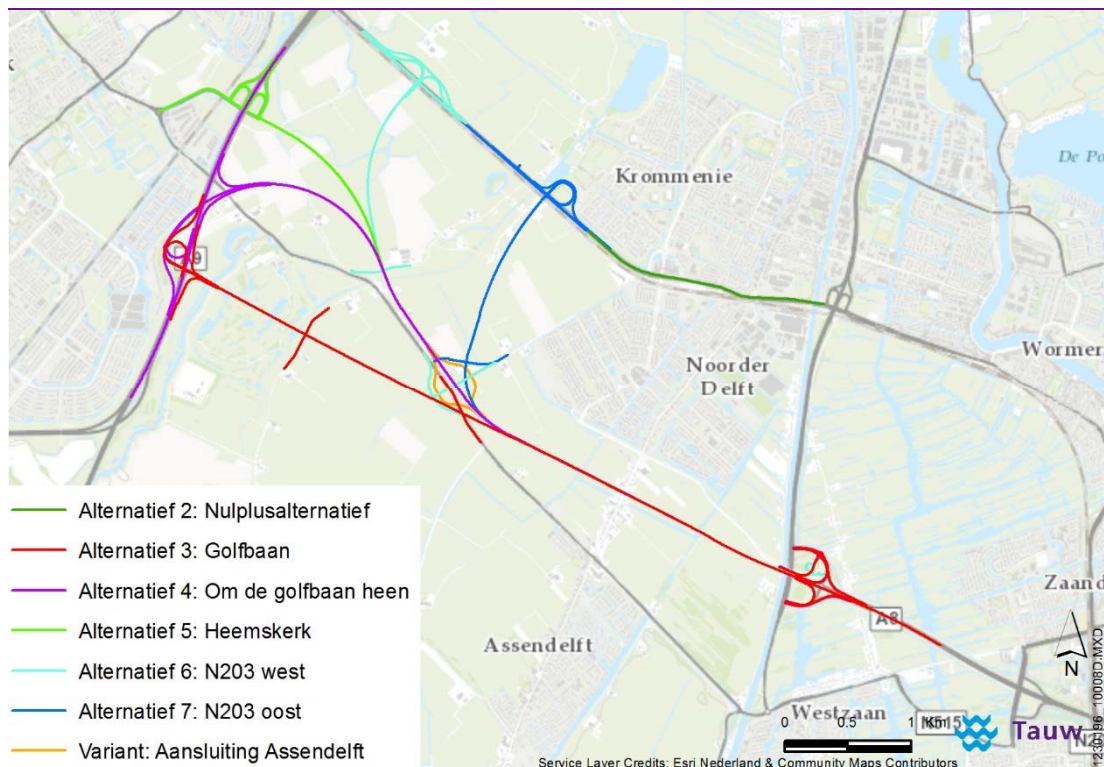 k
Krommenie
De Po
A9
Noorder
Delft
Wormer
Zaand
A8
Assendelft
Westzaan
N515
N2
N
0 0.5 1 Km
Tauw
Alternatief 2: Nulplusalternatief
Alternatief 3: Golfbaan
Alternatief 4: Om de golfbaan heen
Alternatief 5: Heemskerk
Alternatief 6: N203 west
Alternatief 7: N203 oost
Variant: Aansluiting Assendelft
Service Layer Credits: Esri Nederland & Community Maps Contributors